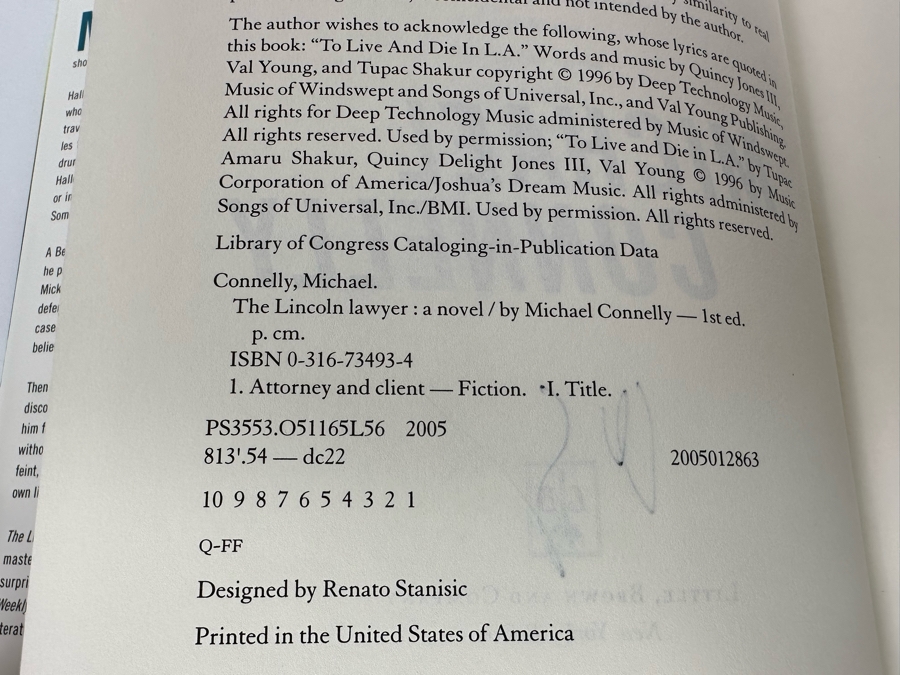 and not intended by the author.
similarity to real
The author wishes to acknowledge the following, whose lyrics are quoted in
this book: “To Live And Die In L.A.” Words and music by Quincy Jones III,
Val Young, and Tupac Shakur copyright © 1996 by Deep Technology Music,
Music of Windswept and Songs of Universal, Inc., and Val Young Publishing.
All rights for Deep Technology Music administered by Music of Windswept.
All rights reserved. Used by permission; “To Live and Die in L.A.” by Tupac
Amaru Shakur, Quincy Delight Jones III, Val Young © 1996 by Music
Corporation of America/Joshua’s Dream Music. All rights administered by
Songs of Universal, Inc./BMI. Used by permission. All rights reserved.
Library of Congress Cataloging-in-Publication Data
Connelly, Michael.
The Lincoln lawyer : a novel / by Michael Connelly — 1st ed.
p. cm.
ISBN 0-316-73493-4
1. Attorney and client — Fiction. I. Title.
PS3553.O51165L56 2005
813'.54 — dc22
2005012863
10 9 8 7 6 5 4 3 2 1
Q-FF
Designed by Renato Stanisic
Printed in the United States of America
A Be
he p
Mick
case
Then
him f
feint,
The L